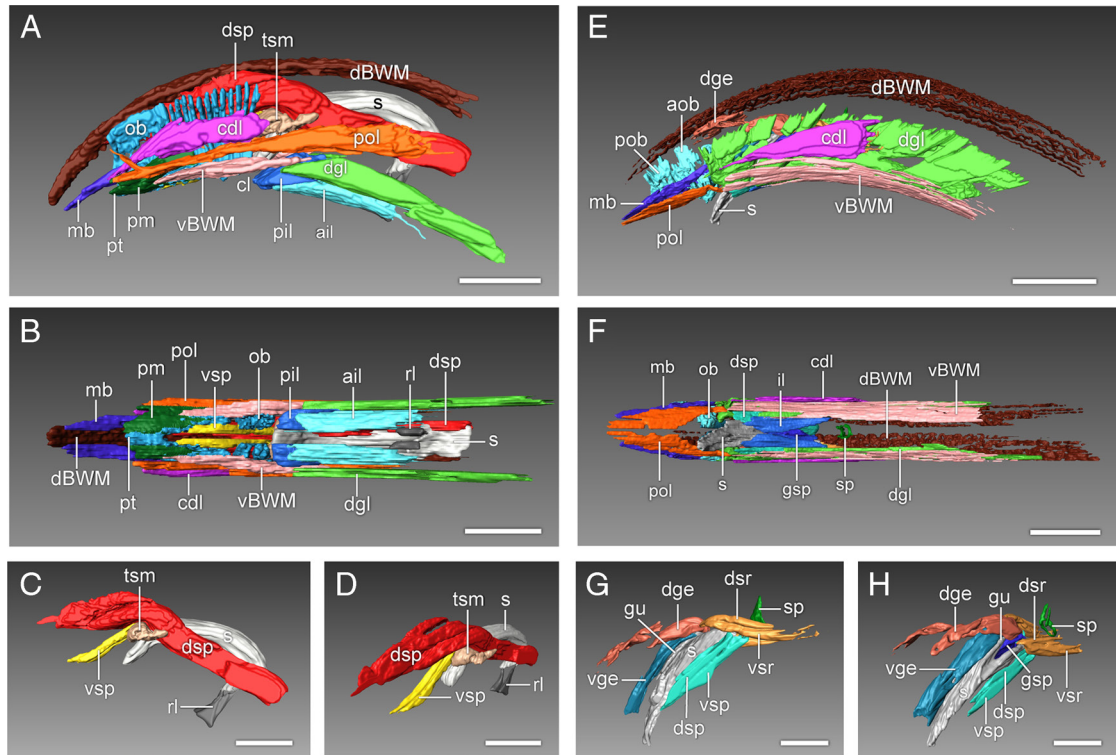 A
dsp
tsm
dBWM
s
ob
cdl
pol
dgl
cl
vBWM
pm
mb
pt
pil
ail
E
dge
dBWM
aob
pob
cdl
dgl
mb
vBWM
s
pol
B
pol
ob
dsp
mb
pm
vsp
pil
ail
rl
dBWM
s
pt
cdl
vBWM
dgl
F
mb
ob
dsp
il
cdl
dBWM
vBWM
pol
s
gsp
sp
dgl
C
tsm
s
dsp
vsp
rl
D
s
tsm
dsp
vsp
rl
G
dsr
dge
sp
gu
s
vge
vsr
vsp
dsp
H
gu
dge
dsr
sp
vge
s
gsp
vsr
dsp
vsp